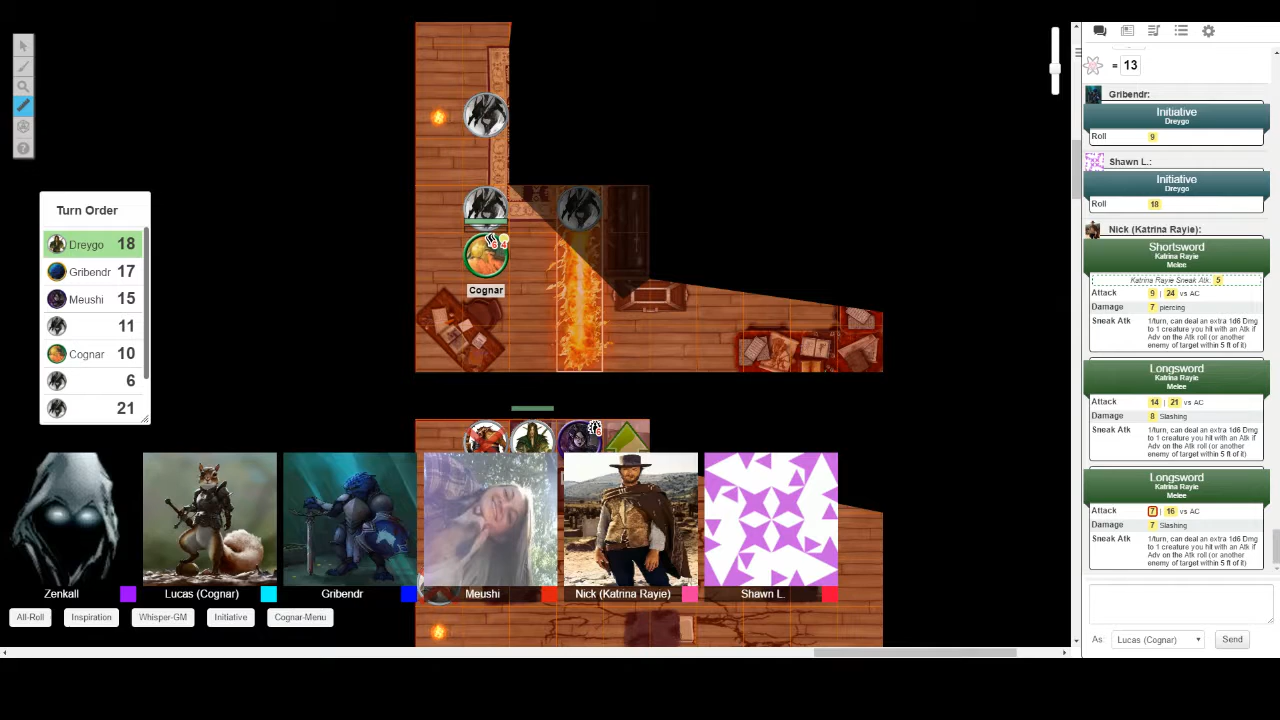 = 13
Gribendr:
Initiative
Dreygo
Roll 9
Shawn L.:
Initiative
Dreygo
Roll 18
Nick (Katrina Rayie):
Shortsword
Katrina Rayie
Melee
Katrina Rayie Sneak Atk. 5
Attack 9 | 24 vs AC
Damage 7 piercing
Sneak Atk 1/turn, can deal an extra 1d6 Dmg
to 1 creature you hit with an Atk if
Adv on the Atk roll (or another
enemy of target within 5 ft of it)
Longsword
Katrina Rayie
Melee
Attack 14 | 21 vs AC
Damage 8 Slashing
Sneak Atk 1/turn, can deal an extra 1d6 Dmg
to 1 creature you hit with an Atk if
Adv on the Atk roll (or another
enemy of target within 5 ft of it)
Longsword
Katrina Rayie
Melee
Attack 7 | 16 vs AC
Damage 7 Slashing
Sneak Atk 1/turn, can deal an extra 1d6 Dmg
to 1 creature you hit with an Atk if
Adv on the Atk roll (or another
enemy of target within 5 ft of it)
As: Lucas (Cognar) Send
Turn Order
Dreygo 18
Gribendr 17
Meushi 15
11
Cognar 10
6
21
Cognar
Zenkall
Lucas (Cognar)
Gribendr
Meushi
Nick (Katrina Rayie)
Shawn L.
All-Roll
Inspiration
Whisper-GM
Initiative
Cognar-Menu